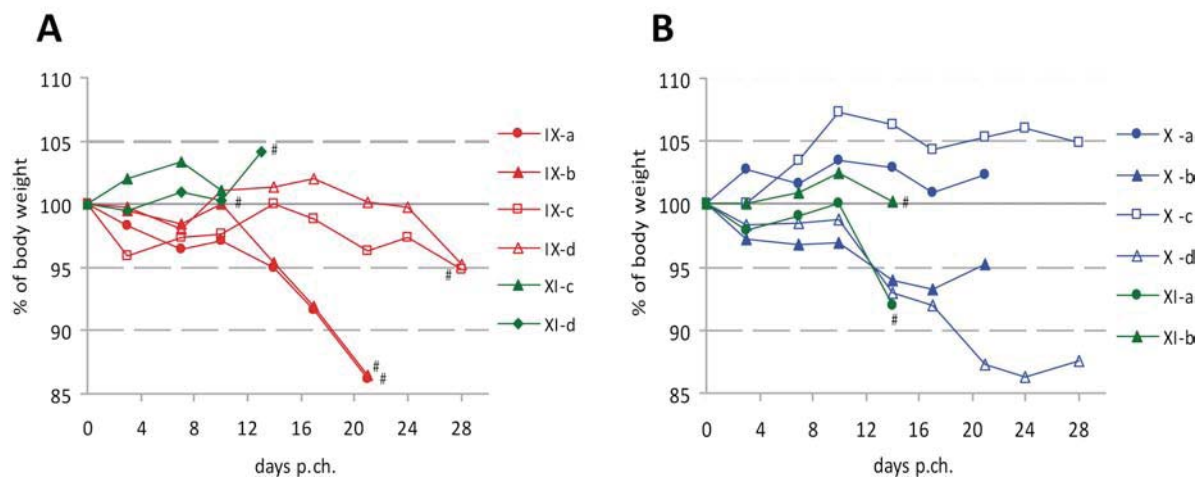 A
% of body weight
110
105
100
95
90
85
0 4 8 12 16 20 24 28
days p.ch.
#
#
#
#
#
IX-a
IX-b
IX-c
IX-d
XI-c
XI-d
B
% of body weight
110
105
100
95
90
85
0 4 8 12 16 20 24 28
days p.ch.
#
#
X -a
X -b
X -c
X -d
XI-a
XI-b